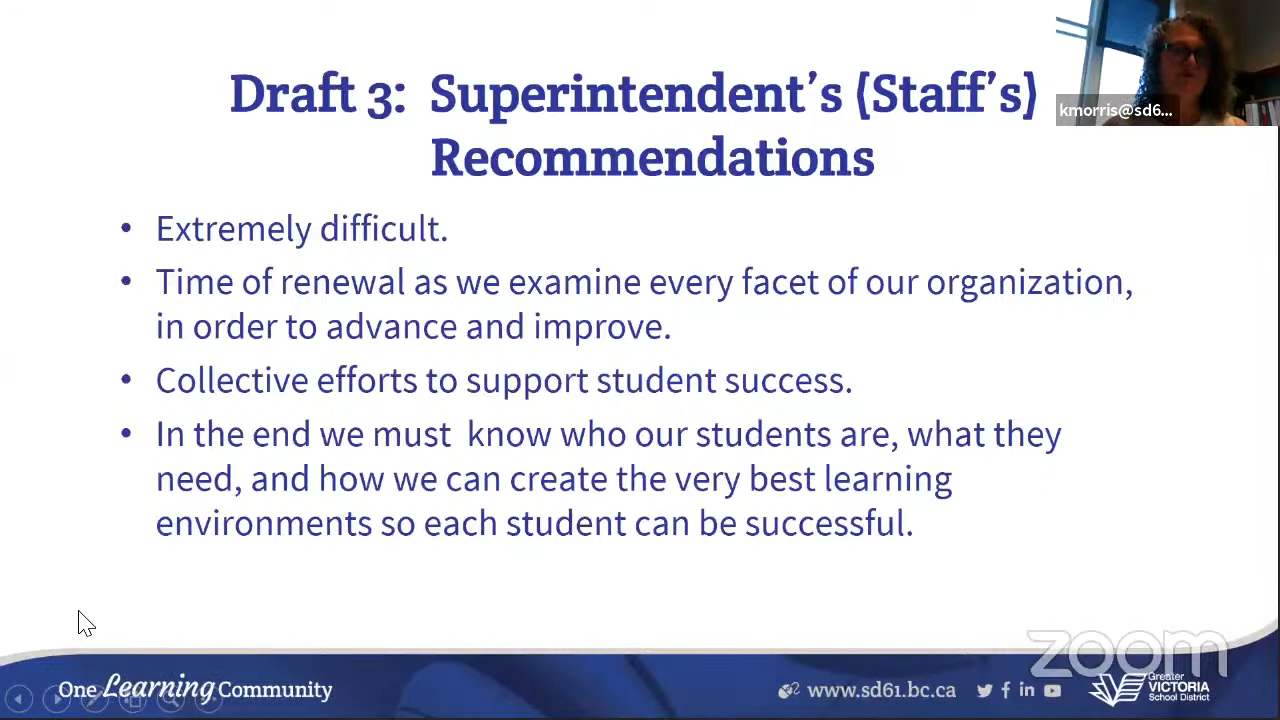 Draft 3:  Superintendent's (Staff's)
Recommendations
kmorris@sd6...
• Extremely difficult.
• Time of renewal as we examine every facet of our organization,
in order to advance and improve.
• Collective efforts to support student success.
• In the end we must  know who our students are, what they
need, and how we can create the very best learning
environments so each student can be successful.
zoom
One Learning Community
www.sd61.bc.ca
Greater
VICTORIA
School District